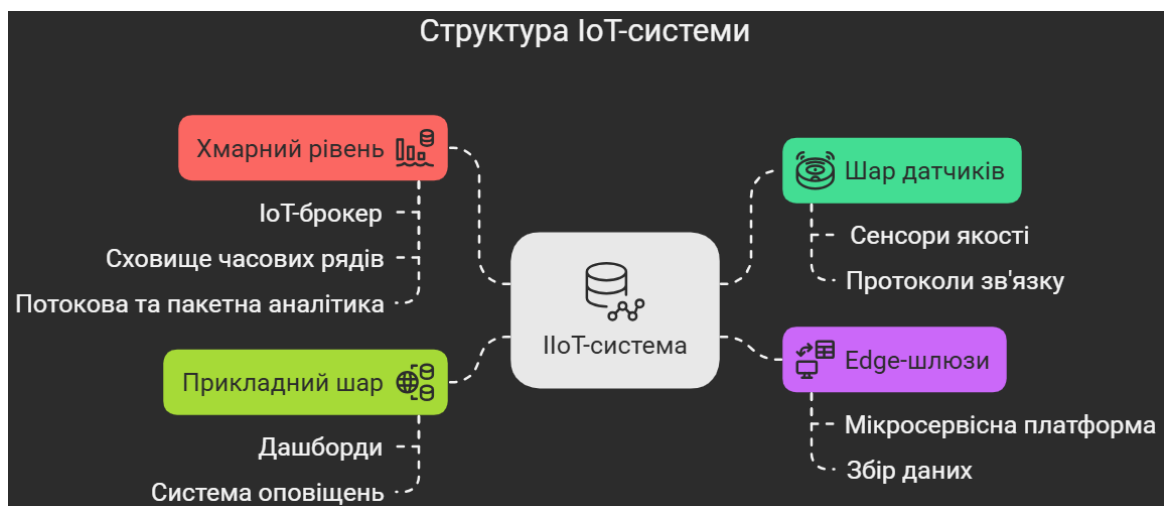 Структура IoT-системи
Хмарний рівень
IoT-брокер
Сховище часових рядів
Потокова та пакетна аналітика
Прикладний шар
Дашборди
Система оповіщень
IIoT-система
Шар датчиків
Сенсори якості
Протоколи зв'язку
Edge-шлюзи
Мікросервісна платформа
Збір даних